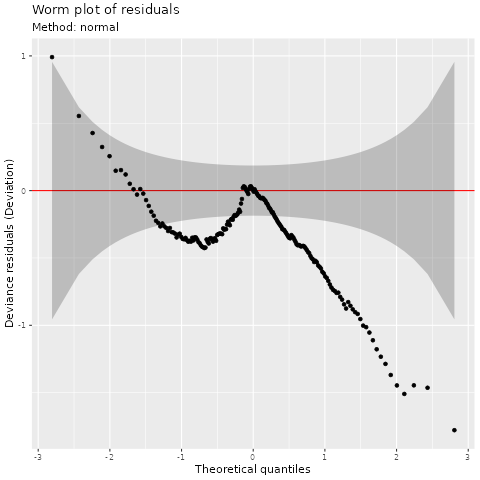 Worm plot of residuals
Method: normal
Deviance residuals (Deviation)
1
0
-1
-3
-2
-1
0
1
2
3
Theoretical quantiles